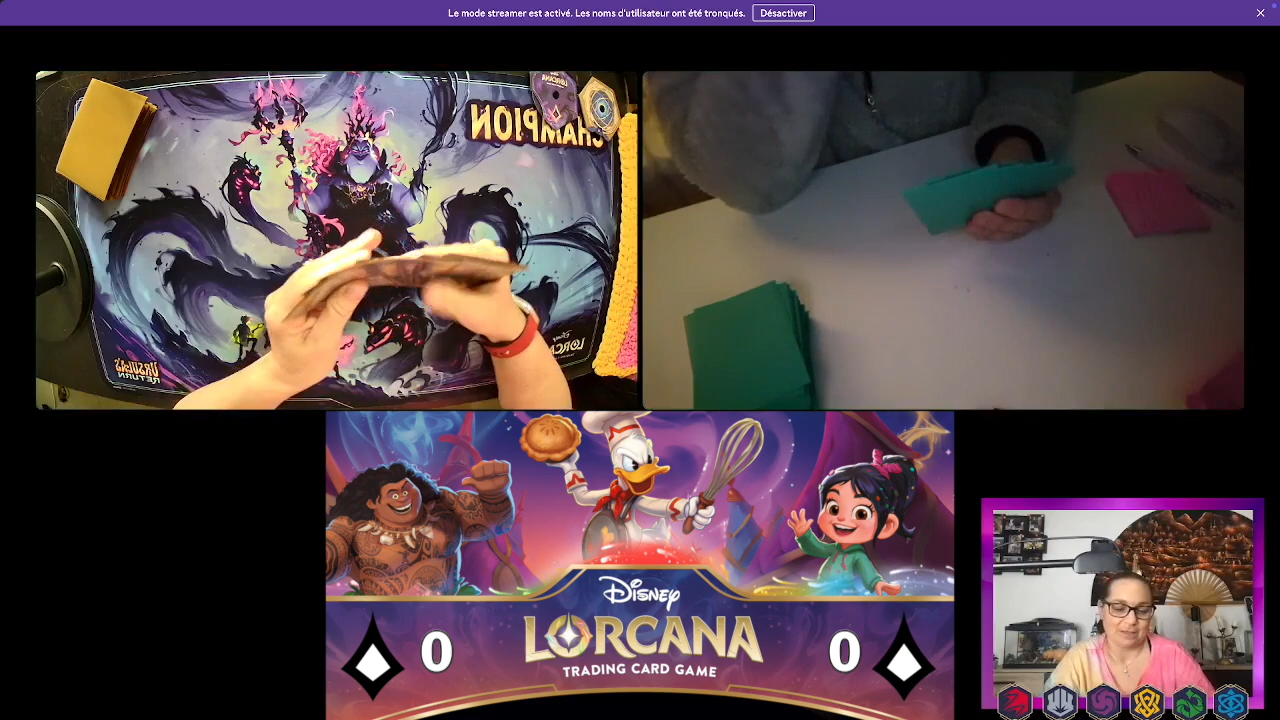 Le mode streamer est activé. Les noms d'utilisateur ont été tronqués. Désactiver
CHAMPION
LORCANA
URSULA'S
RETURN
DISNEY
LORCANA
TRADING CARD GAME
0
0